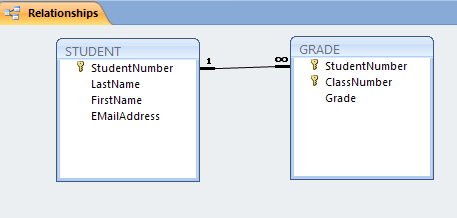 Relationships
STUDENT
StudentNumber
LastName
FirstName
EMailAddress
1
∞
GRADE
StudentNumber
ClassNumber
Grade